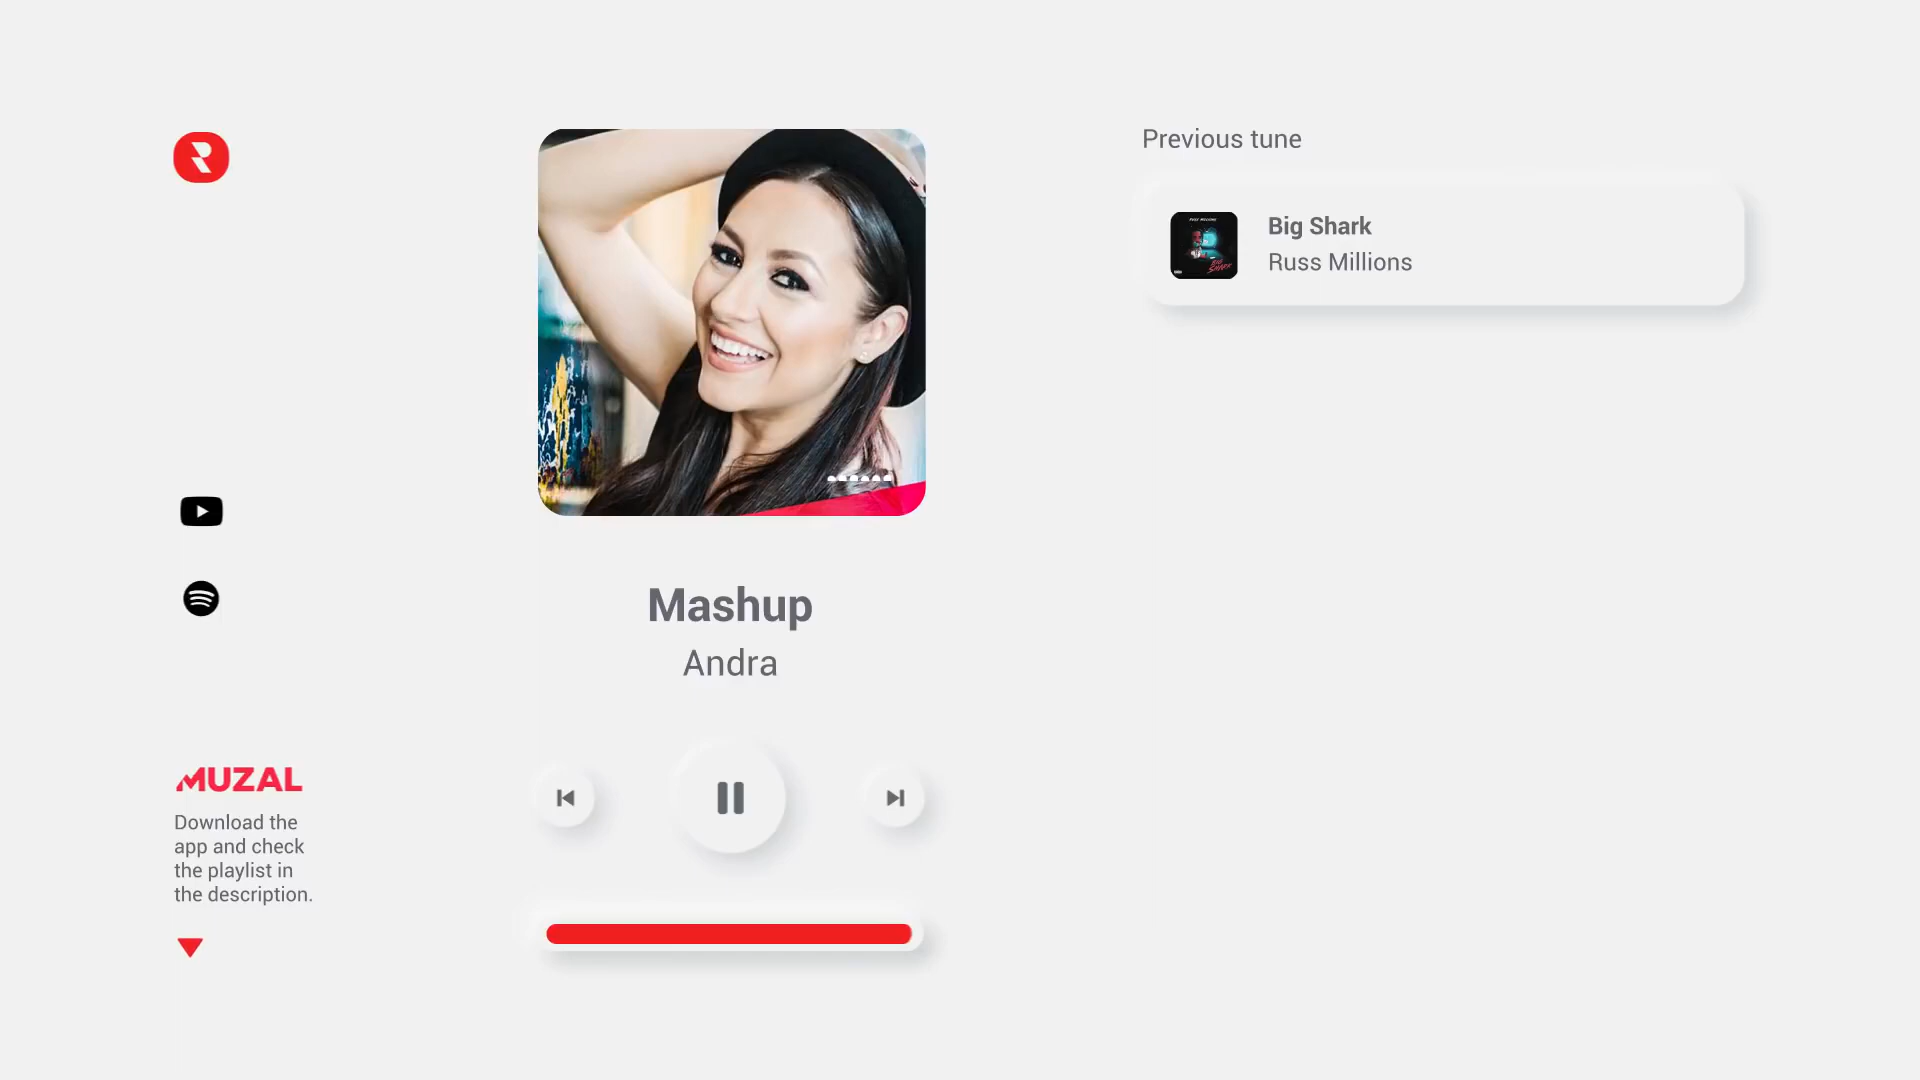 Previous tune
Big Shark
Russ Millions
Mashup
Andra
MUZAL
Download the
app and check
the playlist in
the description.